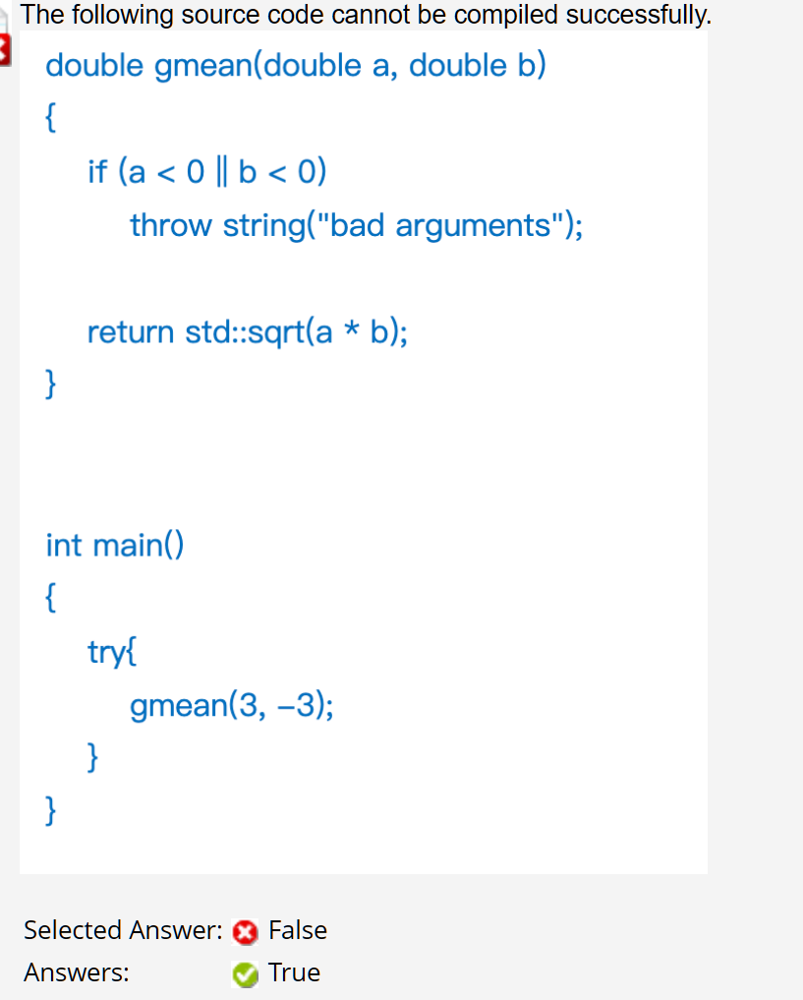 The following source code cannot be compiled successfully.
double gmean(double a, double b)
{
if (a < 0 || b < 0)
throw string("bad arguments");
return std::sqrt(a * b);
}
int main()
{
try{
gmean(3, –3);
}
}
Selected Answer: False
Answers: True